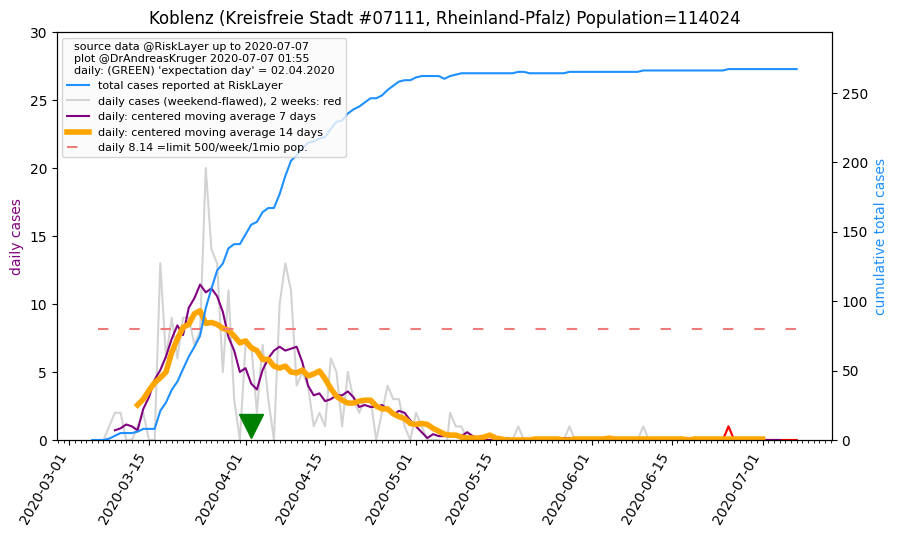 Koblenz (Kreisfreie Stadt #07111, Rheinland-Pfalz) Population=114024
source data @RiskLayer up to 2020-07-07
plot @DrAndreasKruger 2020-07-07 01:55
daily: (GREEN) 'expectation day' = 02.04.2020
total cases reported at RiskLayer
daily cases (weekend-flawed), 2 weeks: red
daily: centered moving average 7 days
daily: centered moving average 14 days
daily 8.14 =limit 500/week/1mio pop.
daily cases
30
25
20
15
10
5
0
cumulative total cases
250
200
150
100
50
0
2020-03-01
2020-03-15
2020-04-01
2020-04-15
2020-05-01
2020-05-15
2020-06-01
2020-06-15
2020-07-01